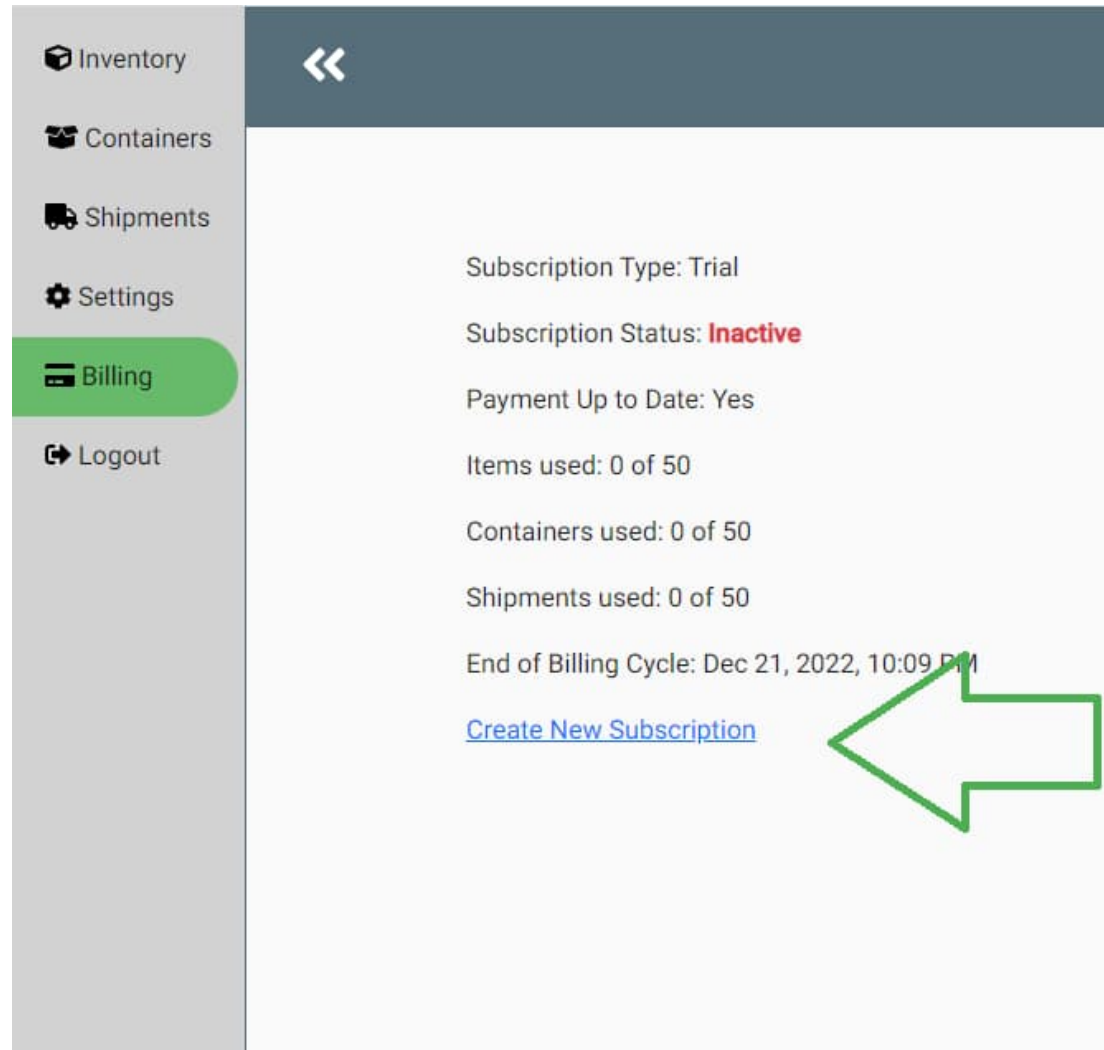 Inventory
Containers
Shipments
Settings
Billing
Logout
Subscription Type: Trial
Subscription Status: Inactive
Payment Up to Date: Yes
Items used: 0 of 50
Containers used: 0 of 50
Shipments used: 0 of 50
End of Billing Cycle: Dec 21, 2022, 10:09 PM
Create New Subscription